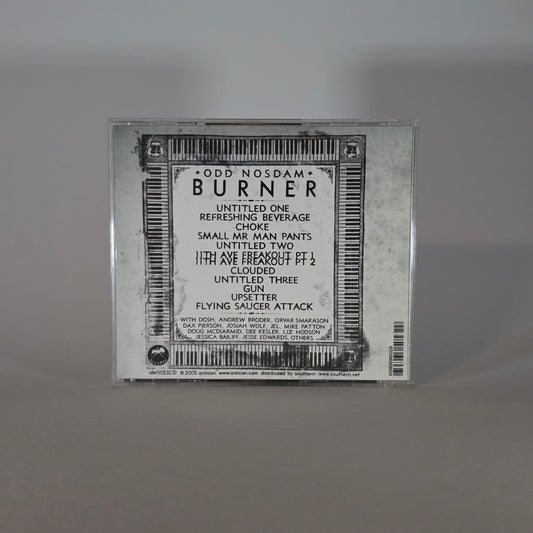 *ODD NOSDAM*
BURNER
UNTITLED ONE
REFRESHING BEVERAGE
CHOKE
SMALL MR MAN PANTS
UNTITLED TWO
11TH AVE FREAKOUT PT 1
11TH AVE FREAKOUT PT 2
CLOUDED
UNTITLED THREE
GUN
UPSETTER
FLYING SAUCER ATTACK
WITH DOSH, ANDREW BRODER, ORVAR SMARASON
DAX PIERSON, JOSIAH WOLF, JEL, MIKE PATTON
DOUG MCDIARMID, DEE KESLER, LIZ HODSON
JESSICA BAILIFF, JESSE EDWARDS, OTHERS
abr0053CD © 2005 anticon. www.anticon.com distributed by southern www.southern.net